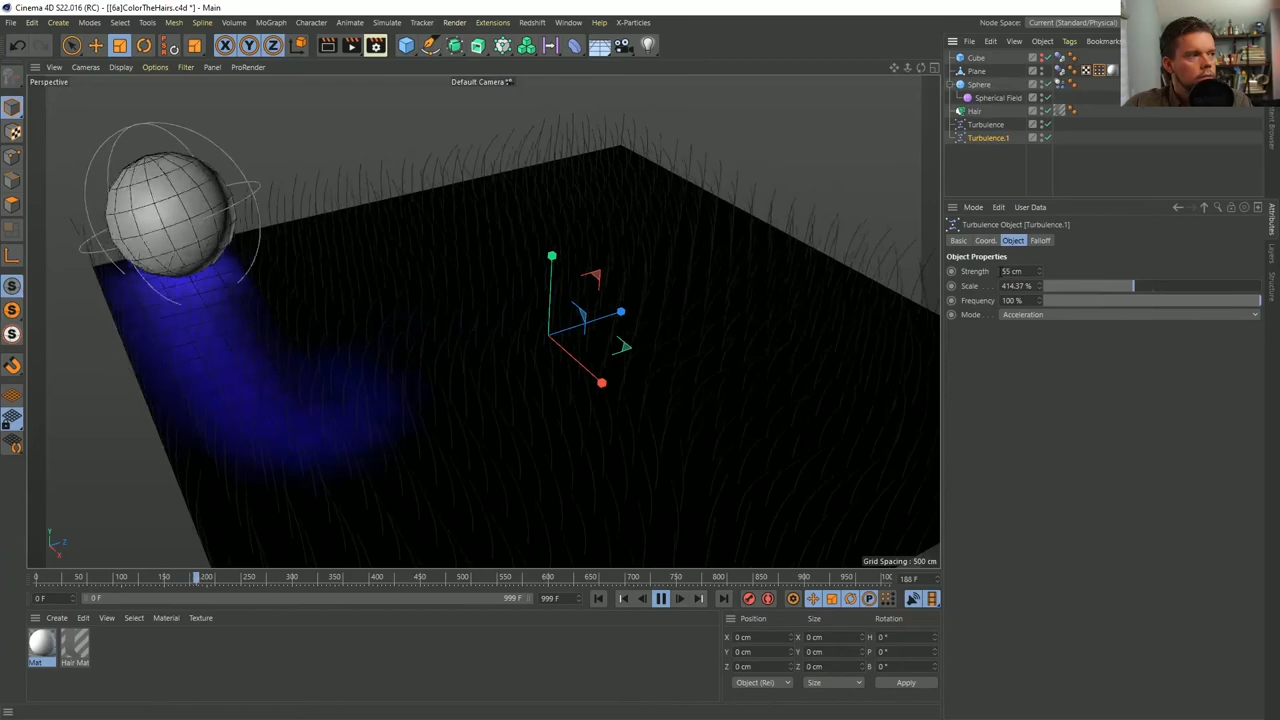 Cinema 4D S22.016 (RC) - [[6a]ColorTheHairs.c4d *] - Main
File Edit Create Modes Select Tools Mesh Spline Volume MoGraph Character Animate Simulate Tracker Render Extensions Redshift Window Help X-Particles
Node Space: Current (Standard/Physical)
View Cameras Display Options Filter Panel ProRender
File Edit View Object Tags Bookmarks
Perspective
Default Camera
Cube
Plane
Sphere
Spherical Field
Hair
Turbulence
Turbulence.1
Mode Edit User Data
Turbulence Object [Turbulence.1]
Basic Coord. Object Falloff
Object Properties
Strength 55 cm
Scale . . . 414.37 %
Frequency 100 %
Mode . . . Acceleration
Attributes
Layers
Structure
Y
Z
X
Grid Spacing : 500 cm
0 50 100 150 200 250 300 350 400 450 500 550 600 650 700 750 800 850 900 950 100 188 F
0 F 0 F 999 F 999 F
Create Edit View Select Material Texture
Mat
Hair Mat
Position Size Rotation
X 0 cm X 0 cm H 0 °
Y 0 cm Y 0 cm P 0 °
Z 0 cm Z 0 cm B 0 °
Object (Rel) Size Apply